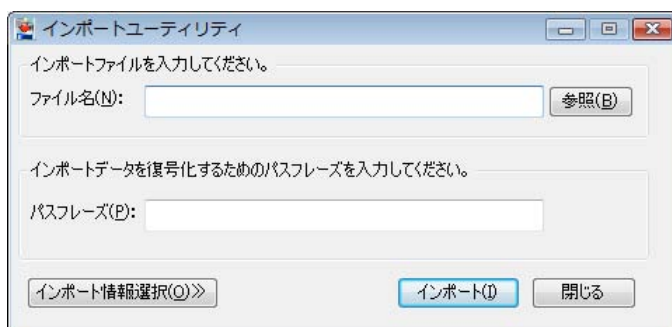 インポートユーティリティ
インポートファイルを入力してください。
ファイル名(N): 参照(B)
インポートデータを復号化するためのパスフレーズを入力してください。
パスフレーズ(P):
インポート情報選択(O)≫ インポート(I) 閉じる